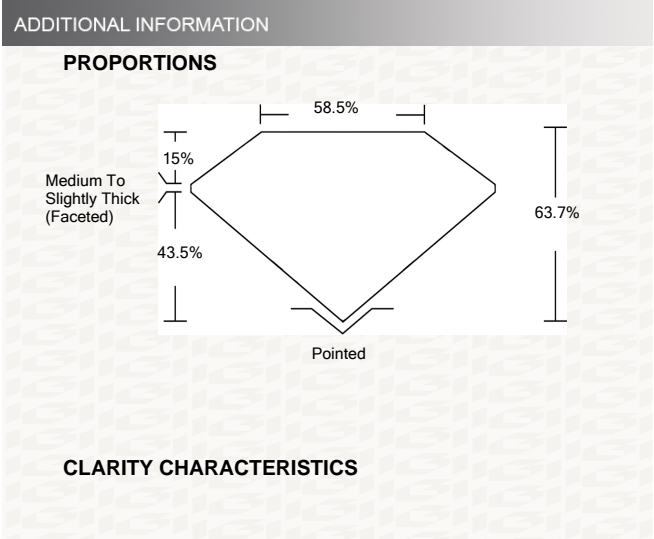 ADDITIONAL INFORMATION
PROPORTIONS
58.5%
15%
Medium To
Slightly Thick
(Faceted)
63.7%
43.5%
Pointed
CLARITY CHARACTERISTICS